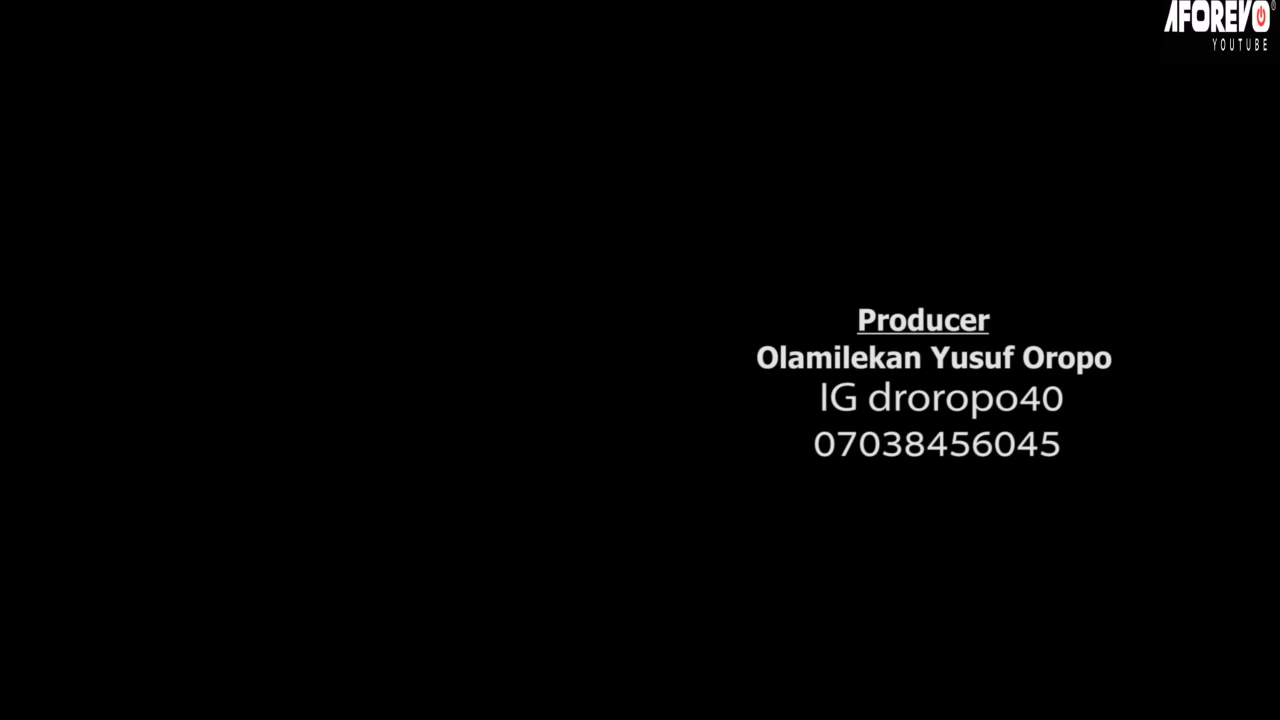 AFOREVO®
YOUTUBE
Producer
Olamilekan Yusuf Oropo
IG droropo40
07038456045